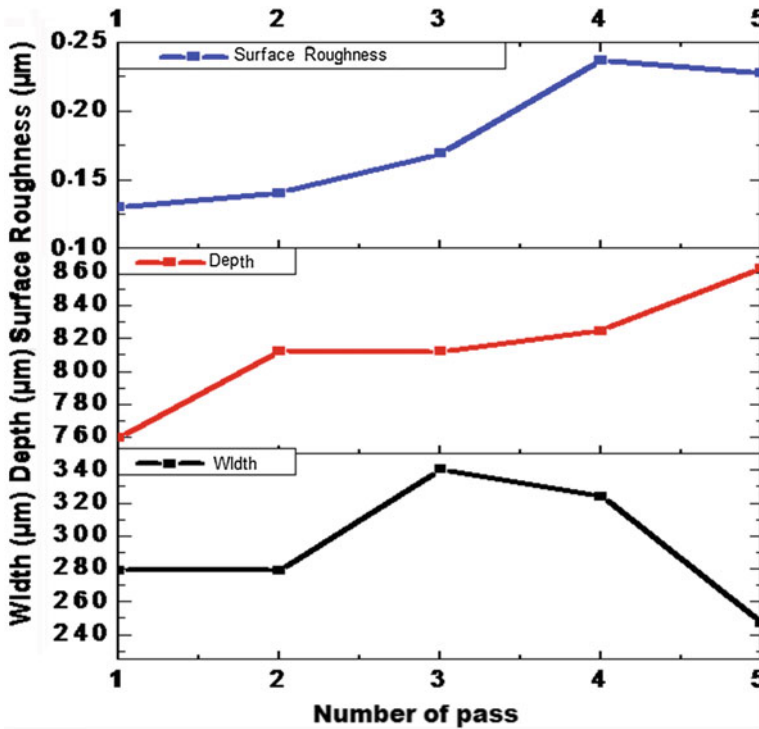 1 2 3 4 5
0·25
Surface Roughness
0·20
0·15
0·10
860
Depth
840
820
800
780
760
340
WIdth
320
300
280
260
240
1 2 3 4 5
Number of pass
WIdth (µm) Depth (µm) Surface Roughness (µm)